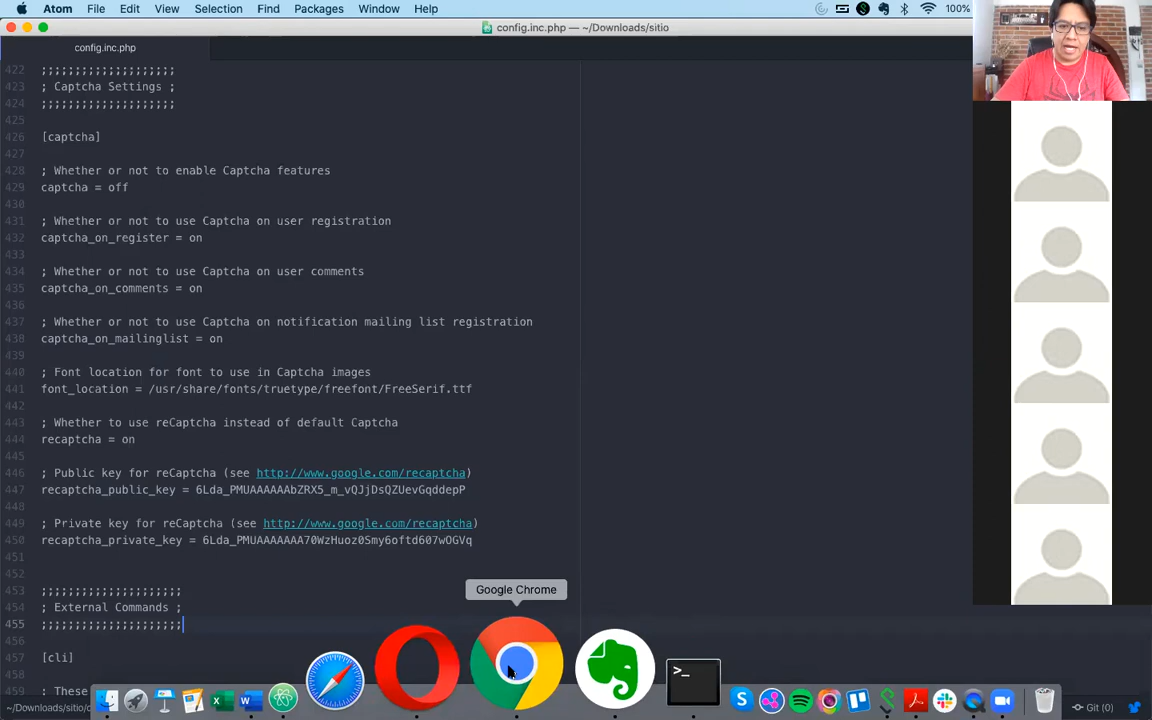 Atom File Edit View Selection Find Packages Window Help 100%
config.inc.php — ~/Downloads/sitio
config.inc.php
422 ;;;;;;;;;;;;;;;;;;;;
423 ; Captcha Settings ;
424 ;;;;;;;;;;;;;;;;;;;;
425
426 [captcha]
427
428 ; Whether or not to enable Captcha features
429 captcha = off
430
431 ; Whether or not to use Captcha on user registration
432 captcha_on_register = on
433
434 ; Whether or not to use Captcha on user comments
435 captcha_on_comments = on
436
437 ; Whether or not to use Captcha on notification mailing list registration
438 captcha_on_mailinglist = on
439
440 ; Font location for font to use in Captcha images
441 font_location = /usr/share/fonts/truetype/freefont/FreeSerif.ttf
442
443 ; Whether to use reCaptcha instead of default Captcha
444 recaptcha = on
445
446 ; Public key for reCaptcha (see http://www.google.com/recaptcha)
447 recaptcha_public_key = 6Lda_PMUAAAAAAbZRX5_m_vQJjDsQZUevGqddepP
448
449 ; Private key for reCaptcha (see http://www.google.com/recaptcha)
450 recaptcha_private_key = 6Lda_PMUAAAAAAA70WzHuoz0Smy6oftd607wOGVq
451
452
453 ;;;;;;;;;;;;;;;;;;;;;
454 ; External Commands ;
455 ;;;;;;;;;;;;;;;;;;;;;
456
457 [cli]
458
459 ; These
Google Chrome
~/Downloads/sitio/
Git (0)